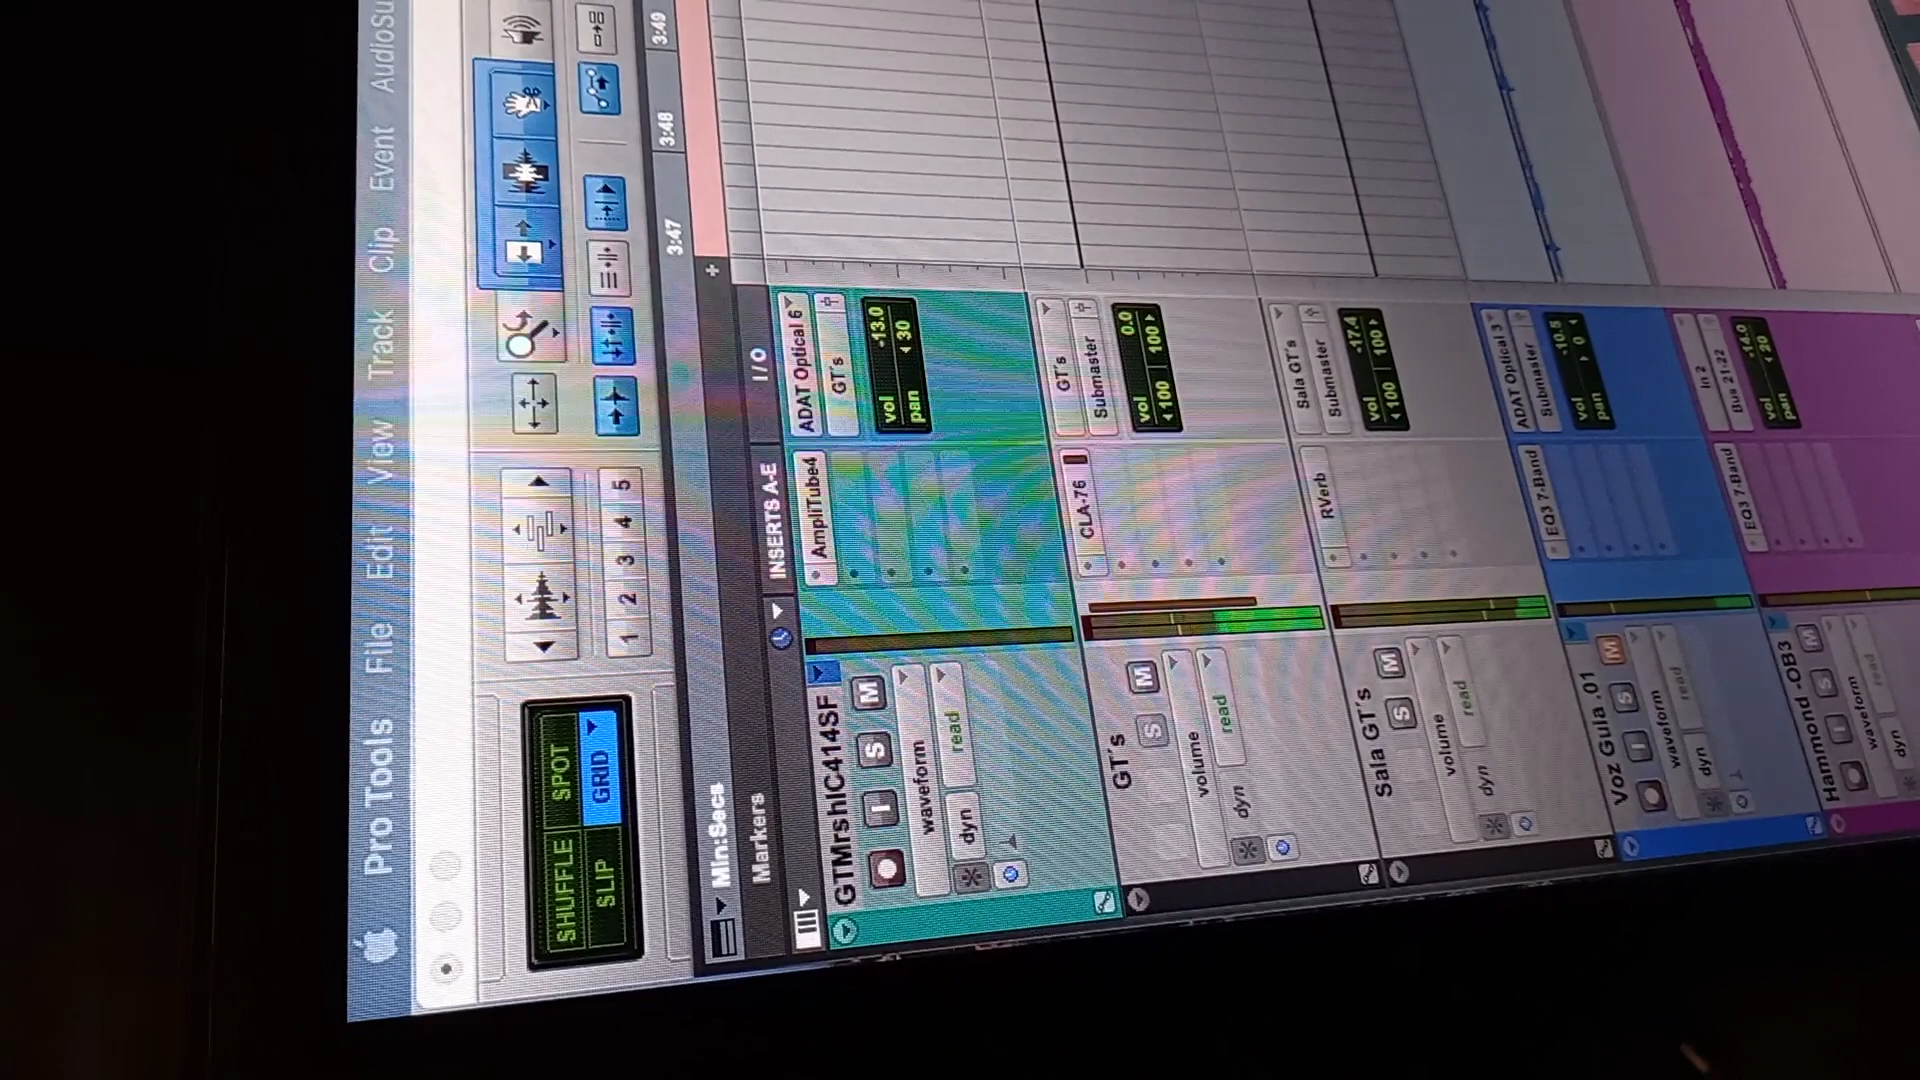 Pro Tools File Edit View Track Clip Event AudioSu
SHUFFLE SPOT
SLIP GRID
1 2 3 4 5
Min:Secs 3:47 3:48 3:49
Markers
INSERTS A-E I / O
GTMrshlC414SF
AmpliTube4
ADAT Optical 6
I S M
GT's
waveform
vol -13.0
read
pan 30
dyn
GT's
CLA-76
GT's
S M
Submaster
volume
vol 0.0
read
100 100
dyn
Sala GT's
RVerb
Sala GT's
S M
Submaster
volume
vol -17.4
read
100 100
dyn
Voz Guia .01
EQ3 7-Band
ADAT Optical 3
I S M
Submaster
waveform
vol
read
pan 0
dyn
Hammond -OB3
EQ3 7-Band
In 2
I S M
Bus 21-22
waveform
vol
read
pan
dyn